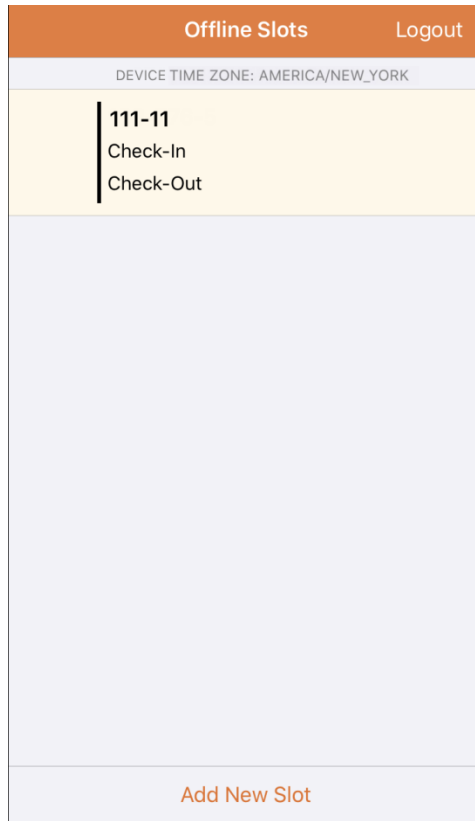 Offline Slots
Logout
DEVICE TIME ZONE: AMERICA/NEW_YORK
111-11
Check-In
Check-Out
Add New Slot